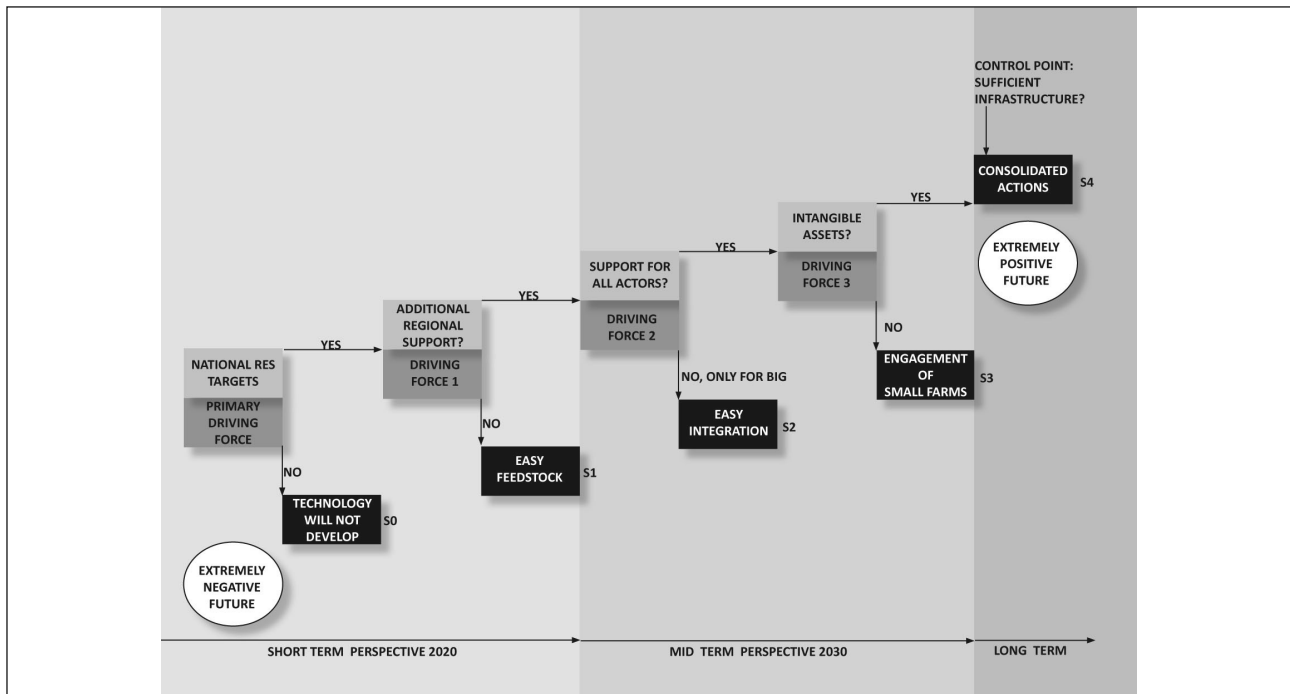 CONTROL POINT:
SUFFICIENT
INFRASTRUCTURE?
CONSOLIDATED
ACTIONS
S4
YES
EXTREMELY
POSITIVE
FUTURE
INTANGIBLE
ASSETS?
DRIVING
FORCE 3
YES
NO
ENGAGEMENT
OF
SMALL FARMS
S3
SUPPORT FOR
ALL ACTORS?
DRIVING
FORCE 2
YES
NO, ONLY FOR BIG
EASY
INTEGRATION
S2
ADDITIONAL
REGIONAL
SUPPORT?
DRIVING
FORCE 1
YES
NO
EASY
FEEDSTOCK
S1
NATIONAL RES
TARGETS
PRIMARY
DRIVING
FORCE
NO
TECHNOLOGY
WILL NOT
DEVELOP
S0
EXTREMELY
NEGATIVE
FUTURE
SHORT TERM PERSPECTIVE 2020
MID TERM PERSPECTIVE 2030
LONG TERM